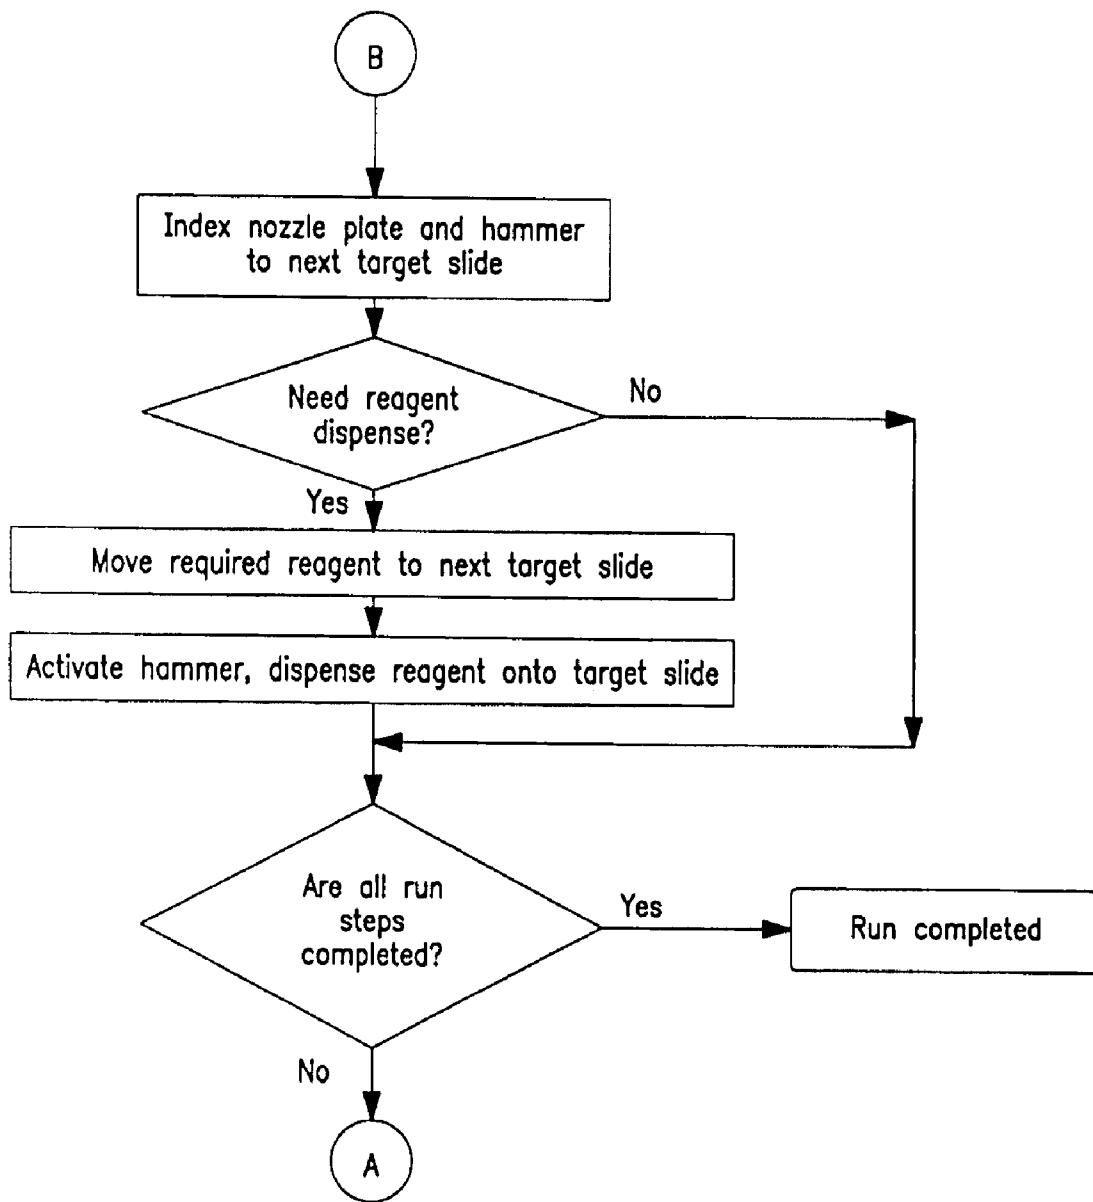 B
Index nozzle plate and hammer
to next target slide
Need reagent
dispense?
No
Yes
Move required reagent to next target slide
Activate hammer, dispense reagent onto target slide
Are all run
steps
completed?
Yes
Run completed
No
A